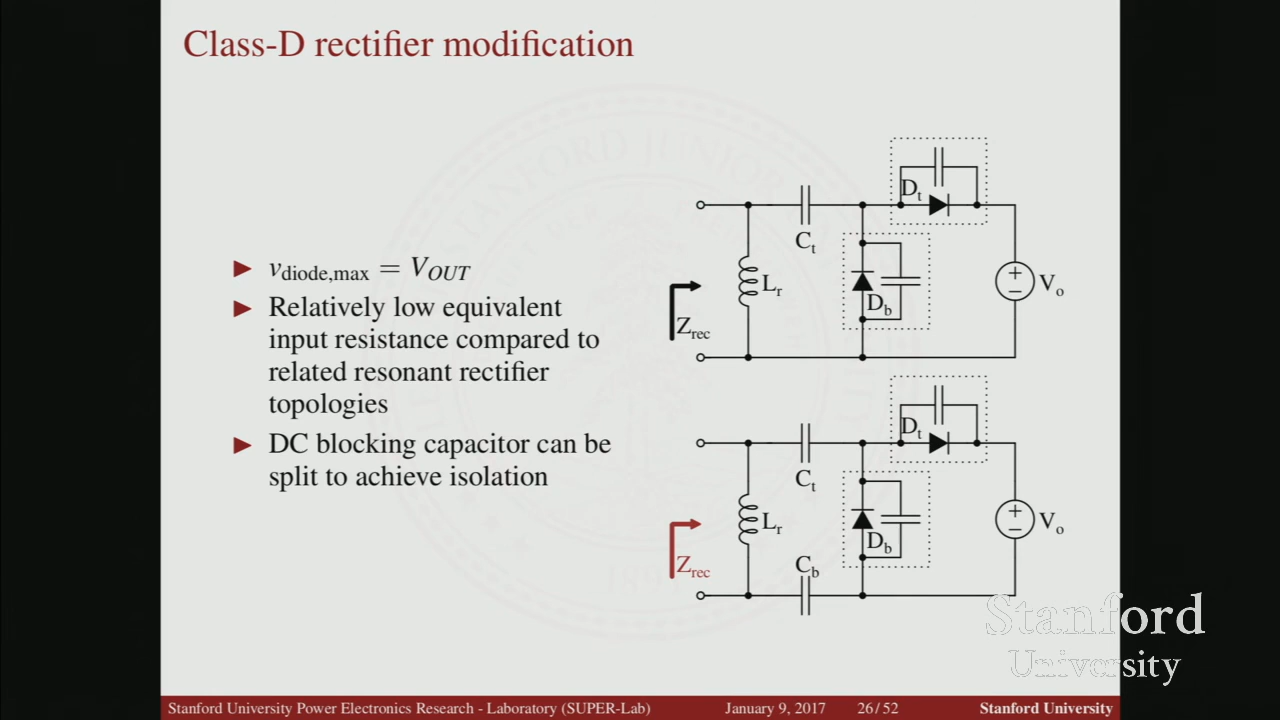 Class-D rectifier modification
▶ v_diode,max = V_OUT
▶ Relatively low equivalent
input resistance compared to
related resonant rectifier
topologies
▶ DC blocking capacitor can be
split to achieve isolation
D_t
C_t
L_r
D_b
V_o
+
−
Z_rec
D_t
C_t
L_r
D_b
V_o
+
−
C_b
Z_rec
Stanford
University
Stanford University Power Electronics Research - Laboratory (SUPER-Lab) January 9, 2017 26/52 Stanford University